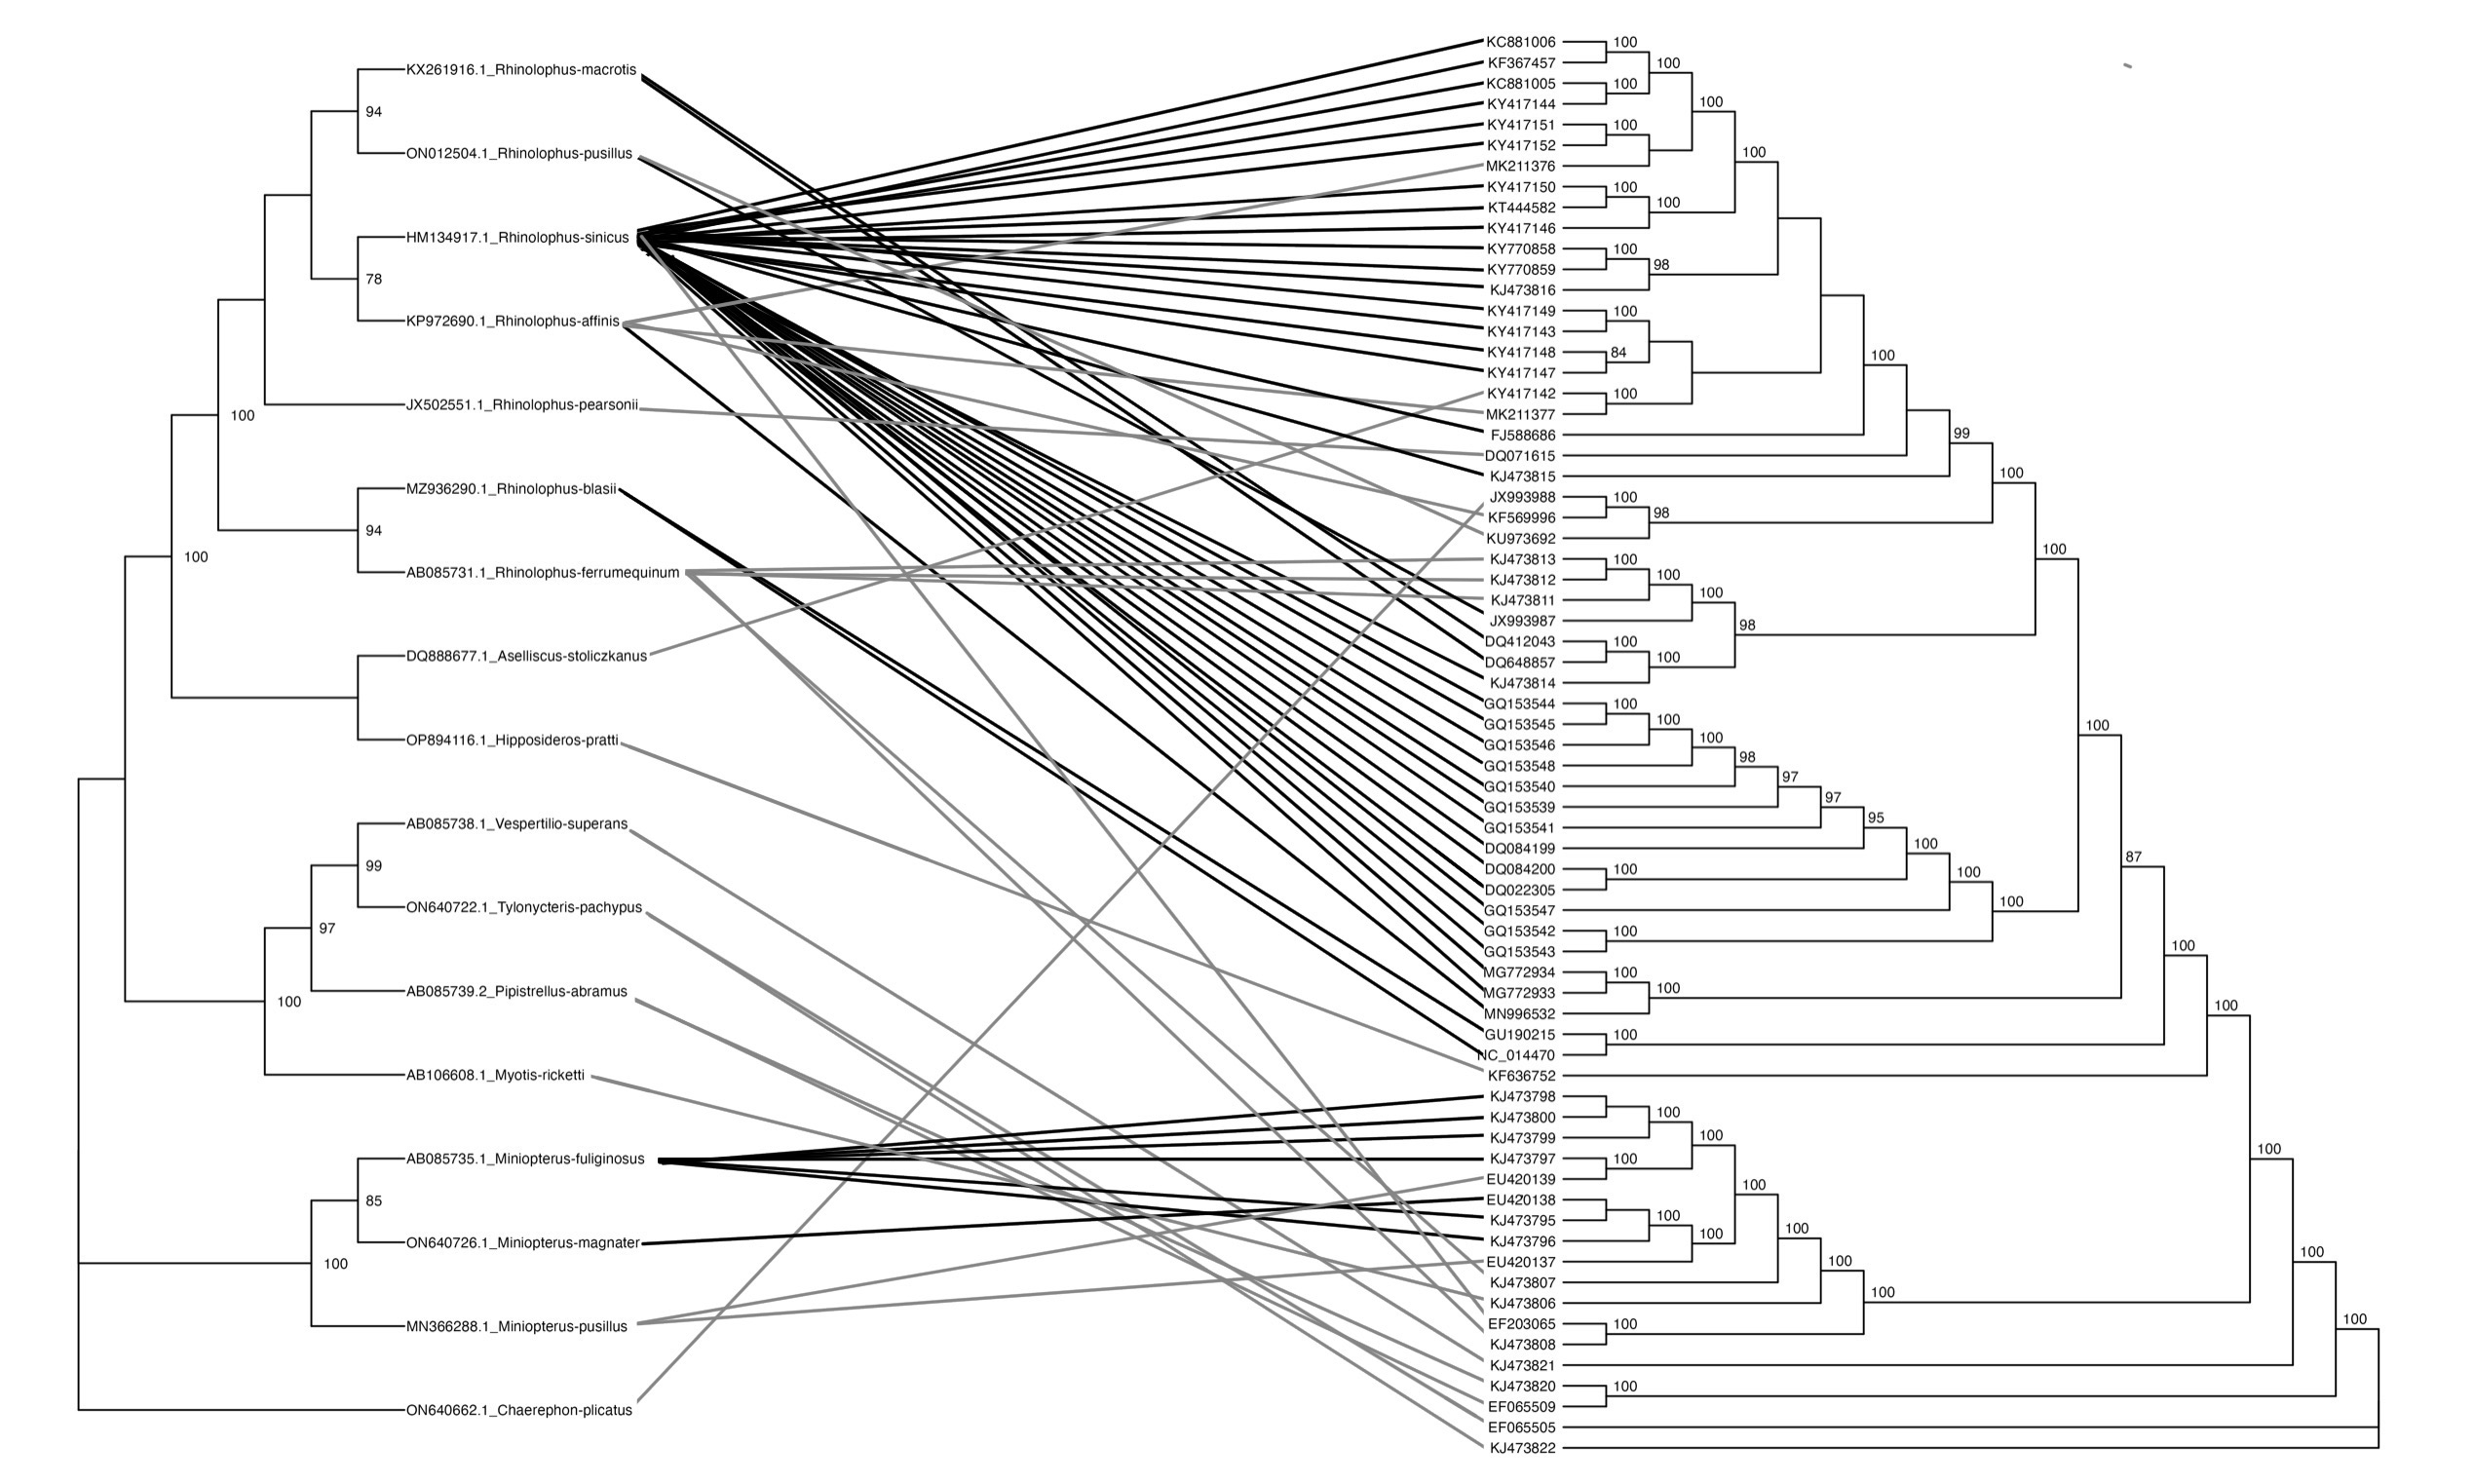 KX261916.1_Rhinolophus-macrotis
94
ON012504.1_Rhinolophus-pusillus
HM134917.1_Rhinolophus-sinicus
78
KP972690.1_Rhinolophus-affinis
JX502551.1_Rhinolophus-pearsonii
100
MZ936290.1_Rhinolophus-blasii
94
100
AB085731.1_Rhinolophus-ferrumequinum
DQ888677.1_Aselliscus-stoliczkanus
OP894116.1_Hipposideros-pratti
AB085738.1_Vespertilio-superans
99
ON640722.1_Tylonycteris-pachypus
97
AB085739.2_Pipistrellus-abramus
100
AB106608.1_Myotis-ricketti
AB085735.1_Miniopterus-fuliginosus
85
ON640726.1_Miniopterus-magnater
100
MN366288.1_Miniopterus-pusillus
ON640662.1_Chaerephon-plicatus
KC881006 100
KF367457 100
KC881005 100
KY417144 100
KY417151 100
KY417152 100
MK211376
KY417150 100
KT444582 100
KY417146
KY770858 100
KY770859 98
KJ473816
KY417149 100
KY417143
KY417148 84 100
KY417147
KY417142 100
MK211377
FJ588686 99
DQ071615
KJ473815 100
JX993988 100
KF569996 98
KU973692
KJ473813 100 100
KJ473812 100
KJ473811 100
JX993987 98
DQ412043 100
DQ648857 100
KJ473814
GQ153544 100
GQ153545 100 100
GQ153546 100
GQ153548 98
GQ153540 97
GQ153539 97
GQ153541 95
DQ084199 100
DQ084200 100 100 87
DQ022305
GQ153547 100
GQ153542 100
GQ153543 100
MG772934 100
MG772933 100
MN996532 100
GU190215 100
NC_014470
KF636752
KJ473798
KJ473800 100
KJ473799 100
KJ473797 100 100
EU420139 100
EU420138
KJ473795 100
KJ473796 100 100
EU420137 100 100
KJ473807
KJ473806 100
EF203065 100 100
KJ473808
KJ473821
KJ473820 100
EF065509
EF065505
KJ473822